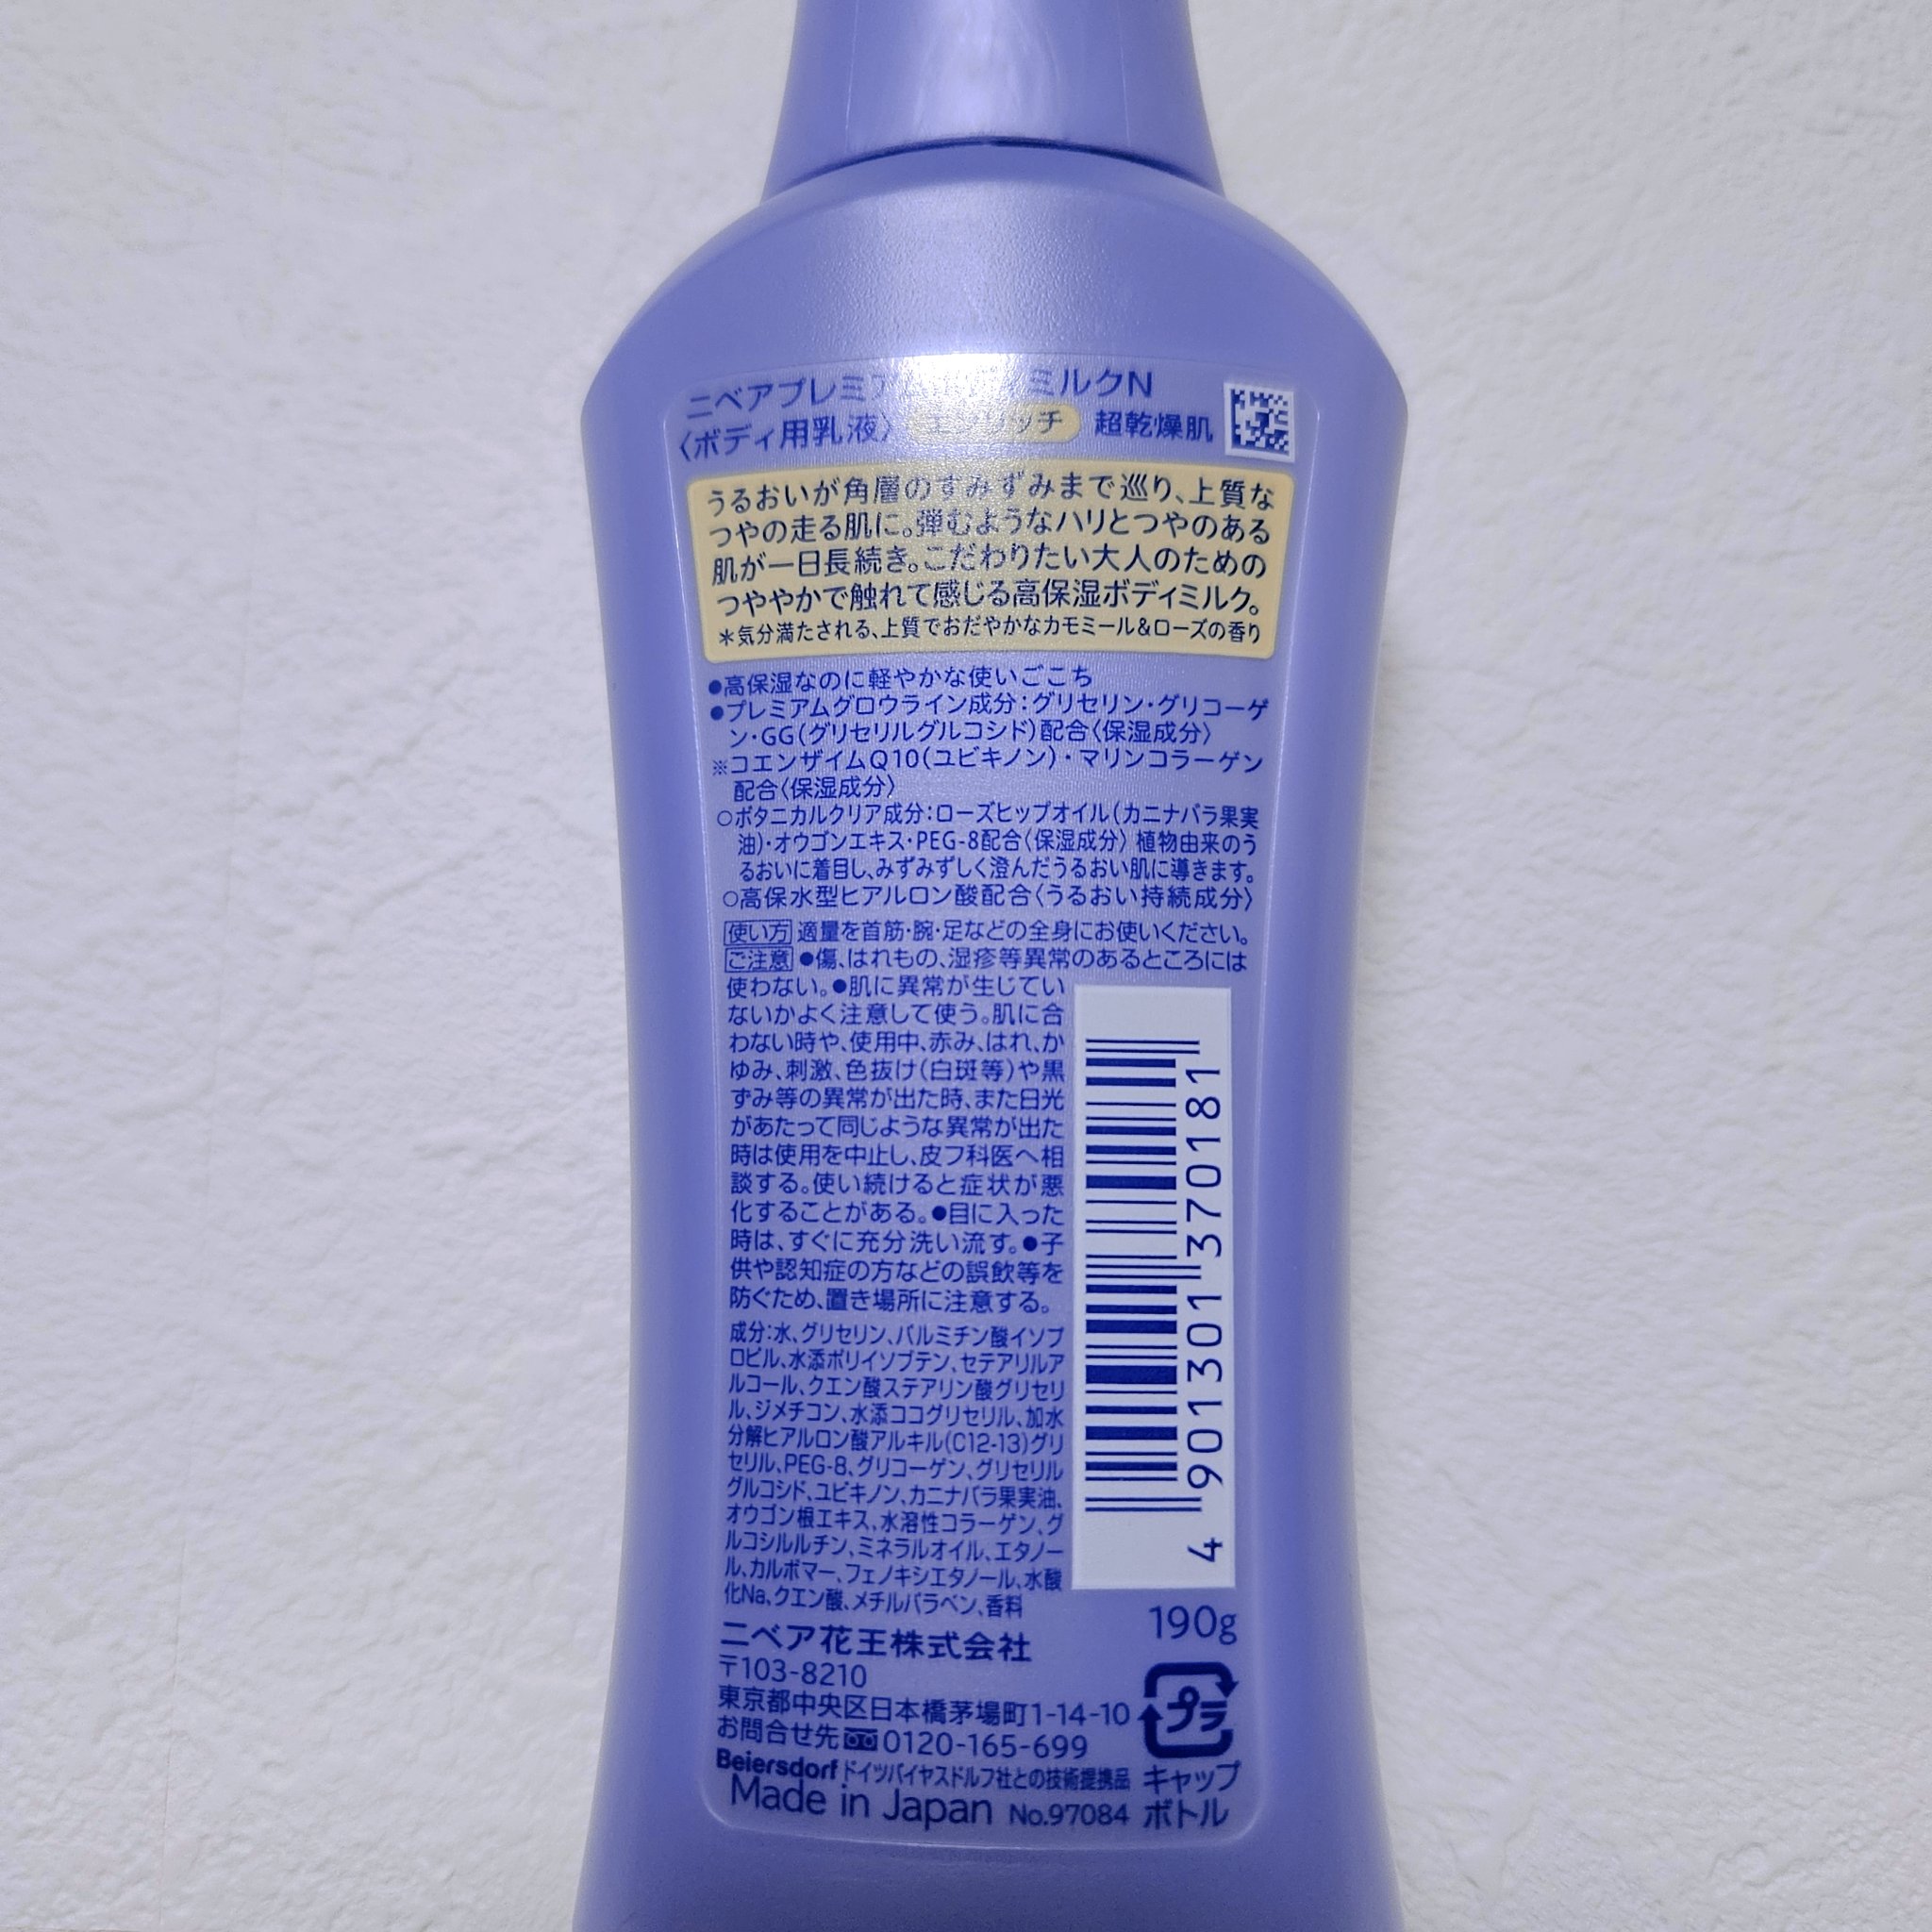 ニベアプレミアムボディミルクN
〈ボディ用乳液〉 エンリッチ 超乾燥肌
うるおいが角層のすみずみまで巡り、上質な
つやの走る肌に。弾むようなハリとつやのある
肌が一日長続き。こだわりたい大人のための
つややかで触れて感じる高保湿ボディミルク。
＊気分満たされる、上質でおだやかなカモミール&ローズの香り
●高保湿なのに軽やかな使いごこち
●プレミアムグロウライン成分：グリセリン・グリコーゲ
ン・GG(グリセリルグルコシド)配合〈保湿成分〉
※コエンザイムQ10(ユビキノン)・マリンコラーゲン
配合〈保湿成分〉
○ボタニカルクリア成分：ローズヒップオイル(カニナバラ果実
油)・オウゴンエキス・PEG-8配合〈保湿成分〉 植物由来のう
るおいに着目し、みずみずしく澄んだうるおい肌に導きます。
○高保水型ヒアルロン酸配合〈うるおい持続成分〉
使い方 適量を首筋・腕・足などの全身にお使いください。
ご注意 ●傷、はれもの、湿疹等異常のあるところには
使わない。●肌に異常が生じてい
ないかよく注意して使う。肌に合
わない時や、使用中、赤み、はれ、か
ゆみ、刺激、色抜け(白斑等)や黒
ずみ等の異常が出た時、また日光
があたって同じような異常が出た
時は使用を中止し、皮フ科医へ相
談する。使い続けると症状が悪
化することがある。●目に入った
時は、すぐに充分洗い流す。●子
供や認知症の方などの誤飲等を
防ぐため、置き場所に注意する。
成分：水、グリセリン、パルミチン酸イソプ
ロピル、水添ポリイソブテン、セテアリルア
ルコール、クエン酸ステアリン酸グリセリ
ル、ジメチコン、水添ココグリセリル、加水
分解ヒアルロン酸アルキル(C12-13)グリ
セリル、PEG-8、グリコーゲン、グリセリル
グルコシド、ユビキノン、カニナバラ果実油、
オウゴン根エキス、水溶性コラーゲン、グ
ルコシルルチン、ミネラルオイル、エタノー
ル、カルボマー、フェノキシエタノール、水酸
化Na、クエン酸、メチルパラベン、香料
4 901301 370181
190g
ニベア花王株式会社
〒103-8210
東京都中央区日本橋茅場町1-14-10
お問合せ先 0120-165-699
Beiersdorf ドイツバイヤスドルフ社との技術提携品
Made in Japan No.97084
プラ
キャップ
ボトル